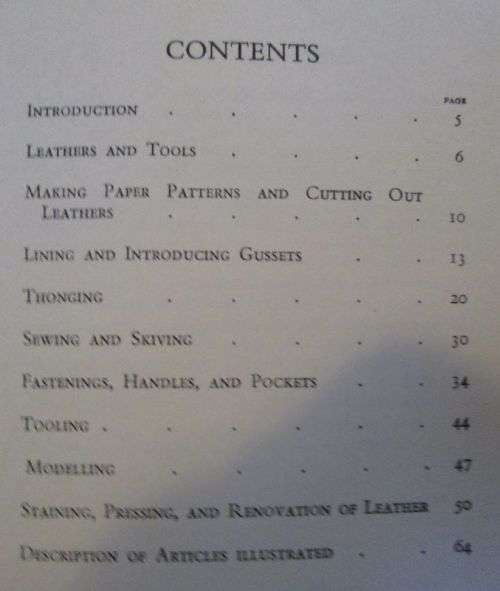 CONTENTS
PAGE
INTRODUCTION . . . . . 5
LEATHERS AND TOOLS . . . . 6
MAKING PAPER PATTERNS AND CUTTING OUT
LEATHERS . . . . . 10
LINING AND INTRODUCING GUSSETS . . 13
THONGING . . . . . 20
SEWING AND SKIVING . . . . 30
FASTENINGS, HANDLES, AND POCKETS . . 34
TOOLING . . . . . . 44
MODELLING . . . . . 47
STAINING, PRESSING, AND RENOVATION OF LEATHER 50
DESCRIPTION OF ARTICLES ILLUSTRATED . . 64